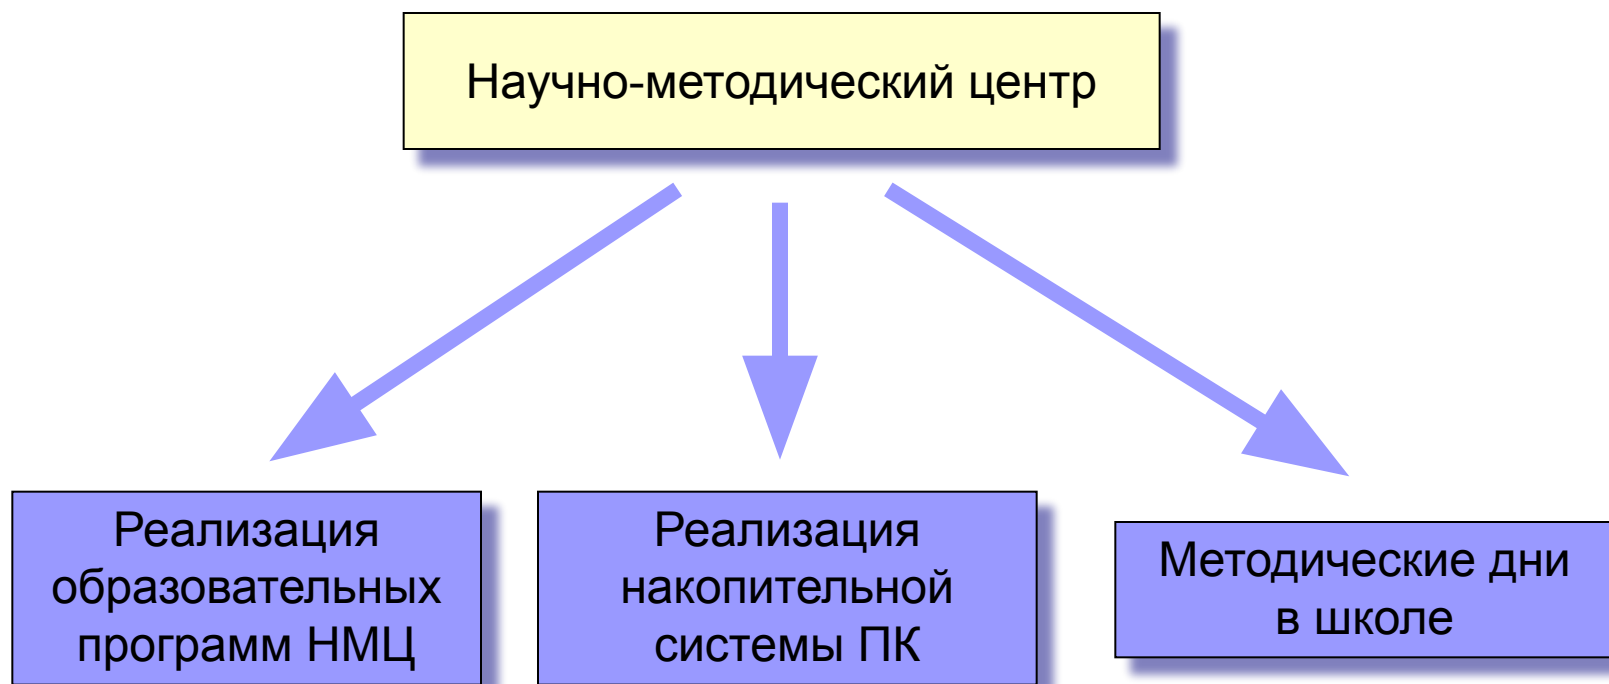 Научно-методический центр
Реализация
образовательных
программ НМЦ
Реализация
накопительной
системы ПК
Методические дни
в школе